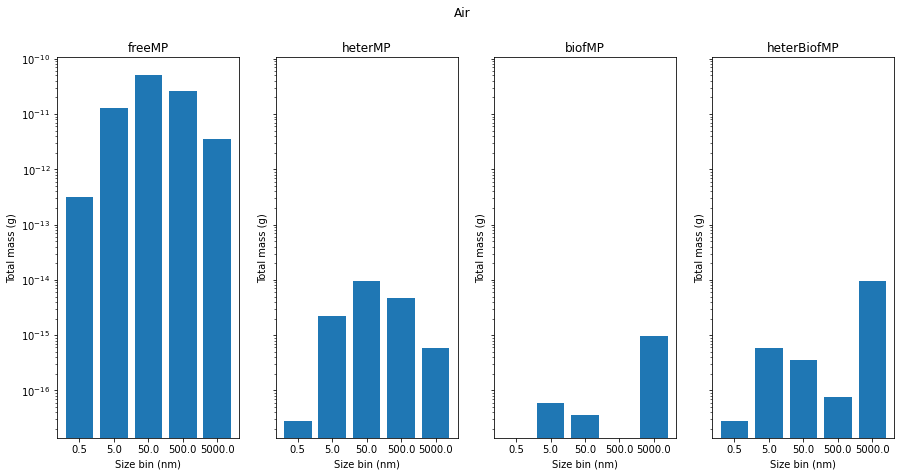 Air
freeMP
heterMP
biofMP
heterBiofMP
10⁻¹⁰
10⁻¹¹
10⁻¹²
10⁻¹³
10⁻¹⁴
10⁻¹⁵
10⁻¹⁶
Total mass (g)
Total mass (g)
Total mass (g)
Total mass (g)
0.5 5.0 50.0 500.0 5000.0
0.5 5.0 50.0 500.0 5000.0
0.5 5.0 50.0 500.0 5000.0
0.5 5.0 50.0 500.0 5000.0
Size bin (nm)
Size bin (nm)
Size bin (nm)
Size bin (nm)